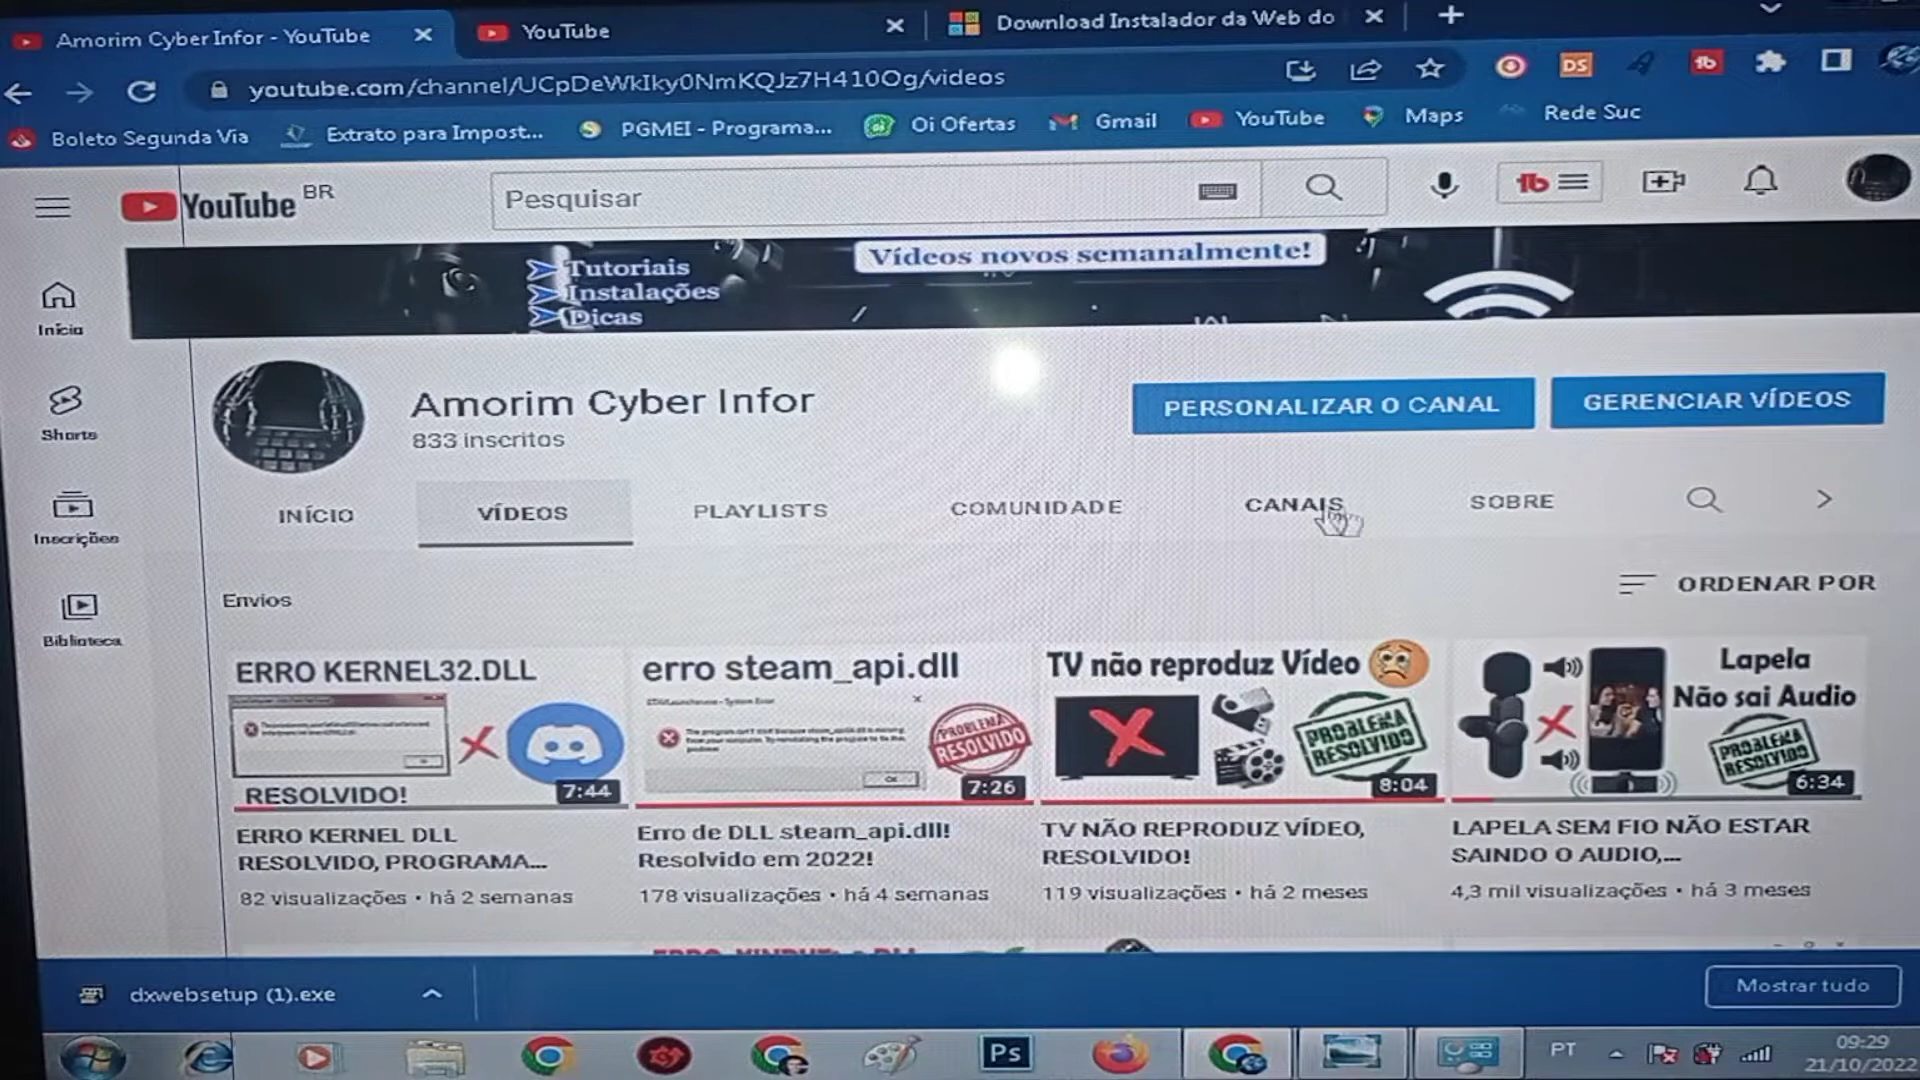 Amorim Cyber Infor - YouTube
YouTube
Download Instalador da Web do
youtube.com/channel/UCpDeWkIky0NmKQJz7H410Og/videos
DS
Boleto Segunda Via
Extrato para Impost...
PGMEI - Programa...
Oi Ofertas
Gmail
YouTube
Maps
Rede Suc
YouTube BR
Pesquisar
Vídeos novos semanalmente!
Tutoriais
Instalações
Dicas
Início
Shorts
Inscrições
Biblioteca
Amorim Cyber Infor
833 inscritos
PERSONALIZAR O CANAL
GERENCIAR VÍDEOS
INÍCIO
VÍDEOS
PLAYLISTS
COMUNIDADE
CANAIS
SOBRE
Envios
ORDENAR POR
ERRO KERNEL32.DLL
RESOLVIDO!
7:44
erro steam_api.dll
PROBLEMA
RESOLVIDO
7:26
TV não reproduz Vídeo
PROBLEMA
RESOLVIDO
8:04
Lapela
Não sai Audio
PROBLEMA
RESOLVIDO
6:34
ERRO KERNEL DLL
RESOLVIDO, PROGRAMA...
82 visualizações • há 2 semanas
Erro de DLL steam_api.dll!
Resolvido em 2022!
178 visualizações • há 4 semanas
TV NÃO REPRODUZ VÍDEO,
RESOLVIDO!
119 visualizações • há 2 meses
LAPELA SEM FIO NÃO ESTAR
SAINDO O AUDIO,...
4,3 mil visualizações • há 3 meses
dxwebsetup (1).exe
Mostrar tudo
Ps
PT
09:29
21/10/2022